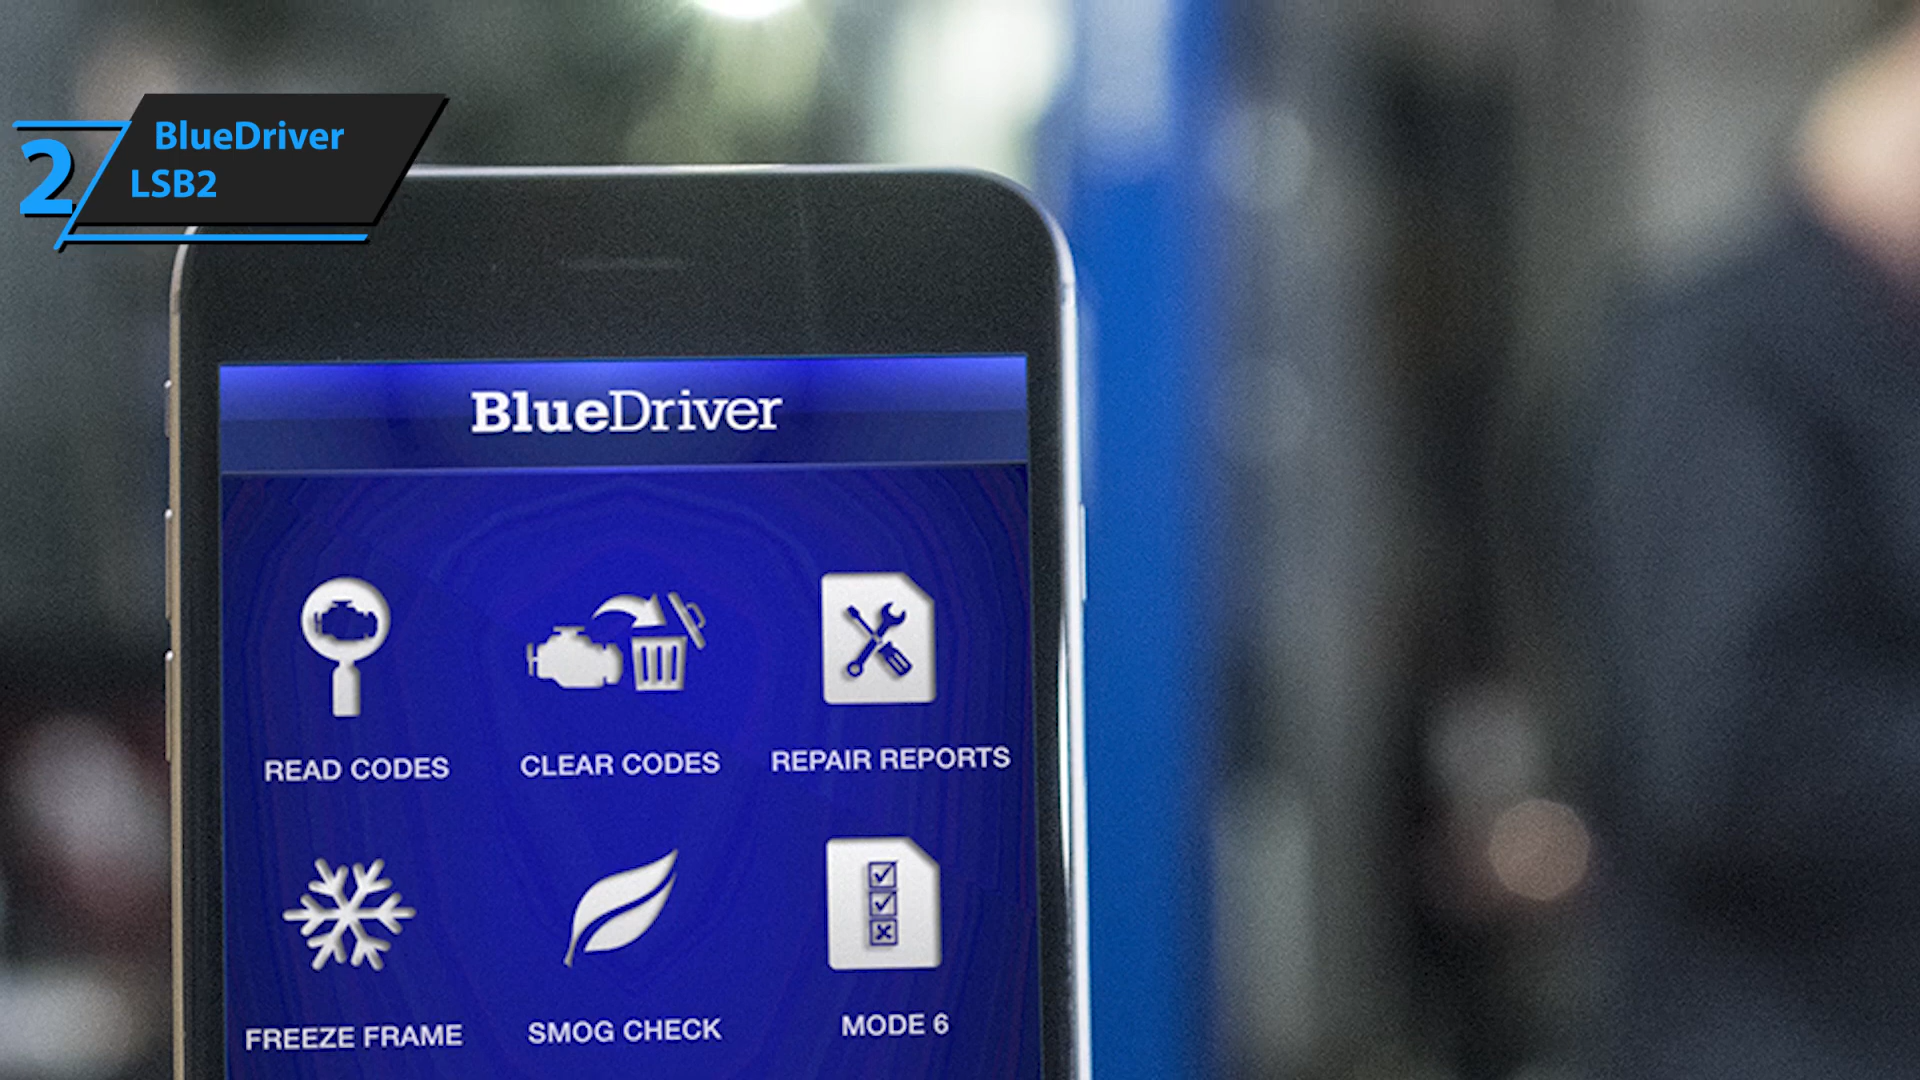 2
BlueDriver
LSB2
BlueDriver
READ CODES
CLEAR CODES
REPAIR REPORTS
FREEZE FRAME
SMOG CHECK
MODE 6